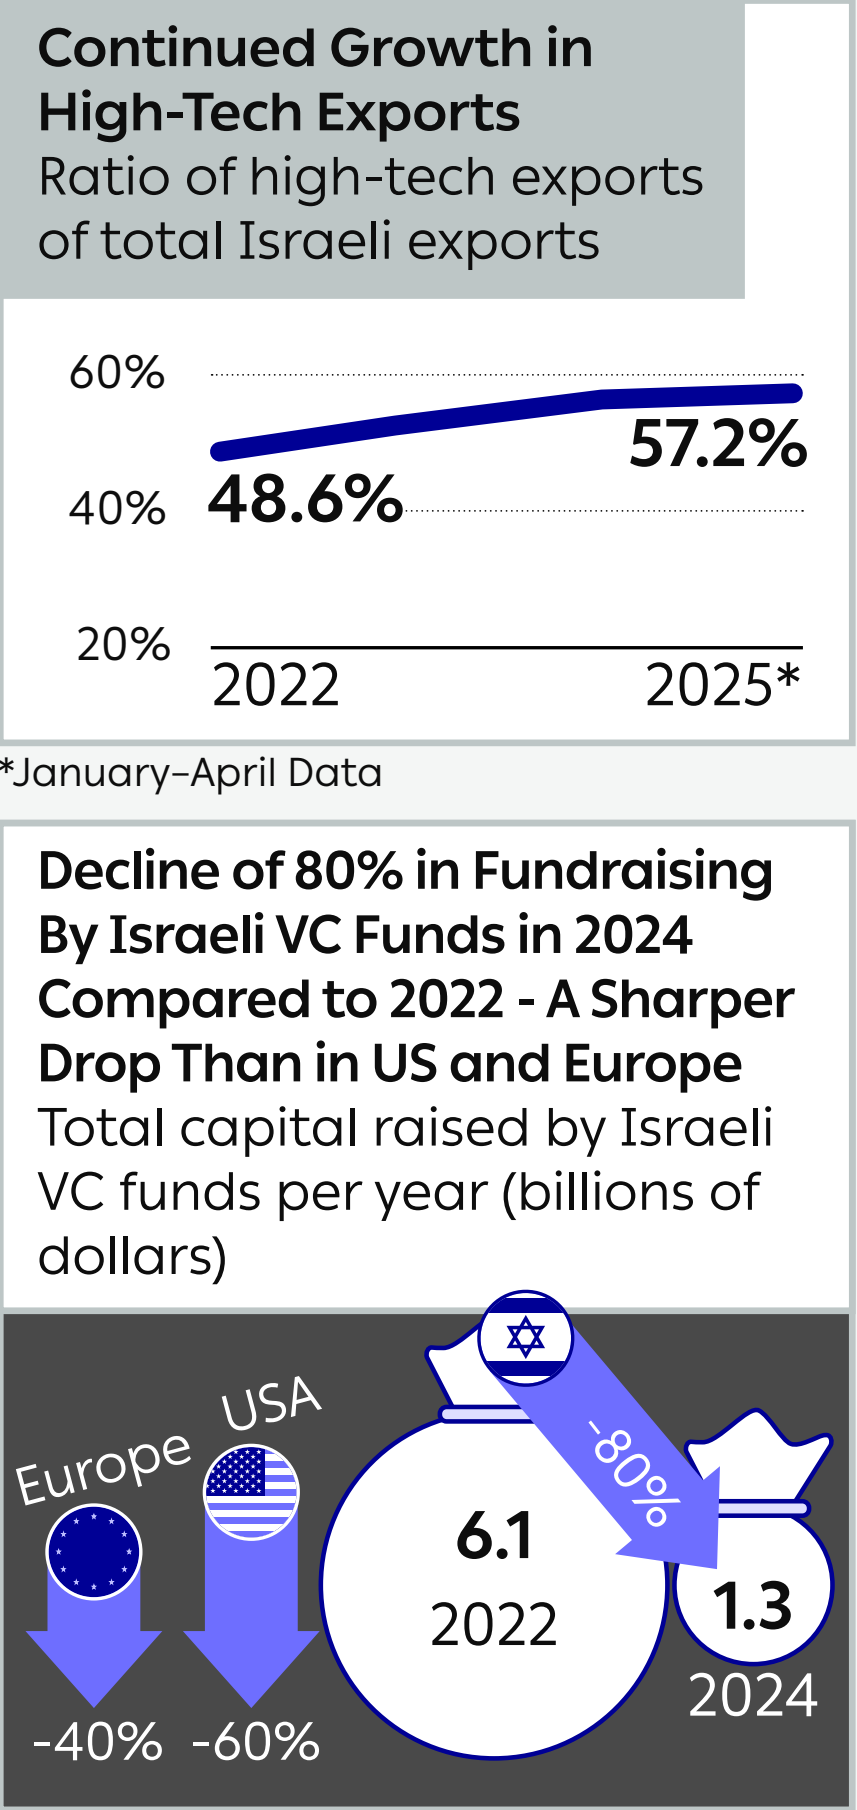 Continued Growth in
High-Tech Exports
Ratio of high-tech exports
of total Israeli exports
60%
57.2%
48.6%
40%
20%
2022
2025*
*January–April Data
Decline of 80% in Fundraising
By Israeli VC Funds in 2024
Compared to 2022 - A Sharper
Drop Than in US and Europe
Total capital raised by Israeli
VC funds per year (billions of
dollars)
Europe
USA
-80%
6.1
2022
1.3
2024
-40%
-60%